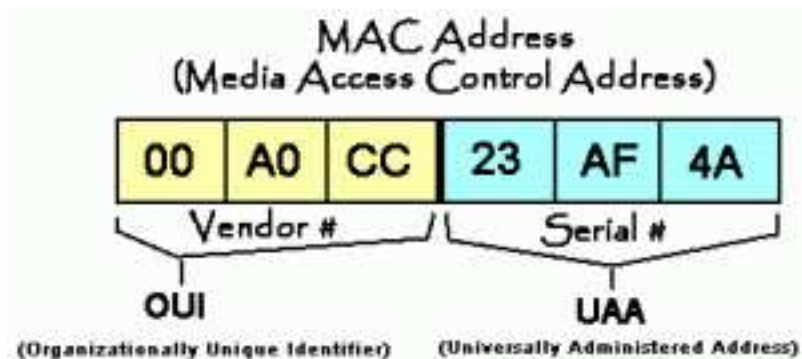 MAC Address
(Media Access Control Address)
00 A0 CC 23 AF 4A
Vendor # Serial #
OUI UAA
(Organizationally Unique Identifier) (Universally Administered Address)